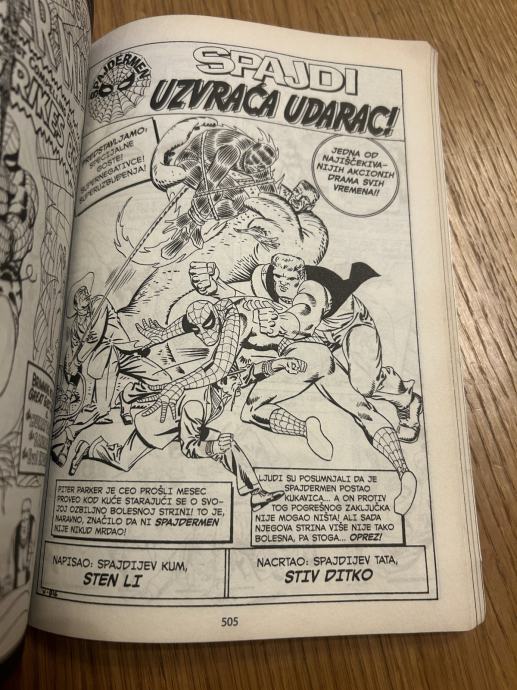 SPAJDERMEN
SPAJDI
UZVRAĆA UDARAC!
PREDSTAVLJAMO:
SPECIJALNE
GOSTE!
SUPERNEGATIVCE!
SUPERUZBUĐENJA!
JEDNA OD
NAJIŠČEKIVA-
NIJIH AKCIONIH
DRAMA SVIH
VREMENA!!
PITER PARKER JE CEO PROŠLI MESEC
PROVEO KOD KUĆE STARAJUĆI SE O SVO-
JOJ OZBILJNO BOLESNOJ STRINI! TO JE,
NARAVNO, ZNAČILO DA NI SPAJDERMEN
NIJE NIKUD MRDAO!
LJUDI SU POSUMNJALI DA JE
SPAJDERMEN POSTAO
KUKAVICA... A ON PROTIV
TOG POGREŠNOG ZAKLJUČKA
NIJE MOGAO NIŠTA! ALI SADA
NJEGOVA STRINA VIŠE NIJE TAKO
BOLESNA, PA STOGA... OPREZ!
NAPISAO: SPAJDIJEV KUM,
STEN LI
NACRTAO: SPAJDIJEV TATA,
STIV DITKO
505